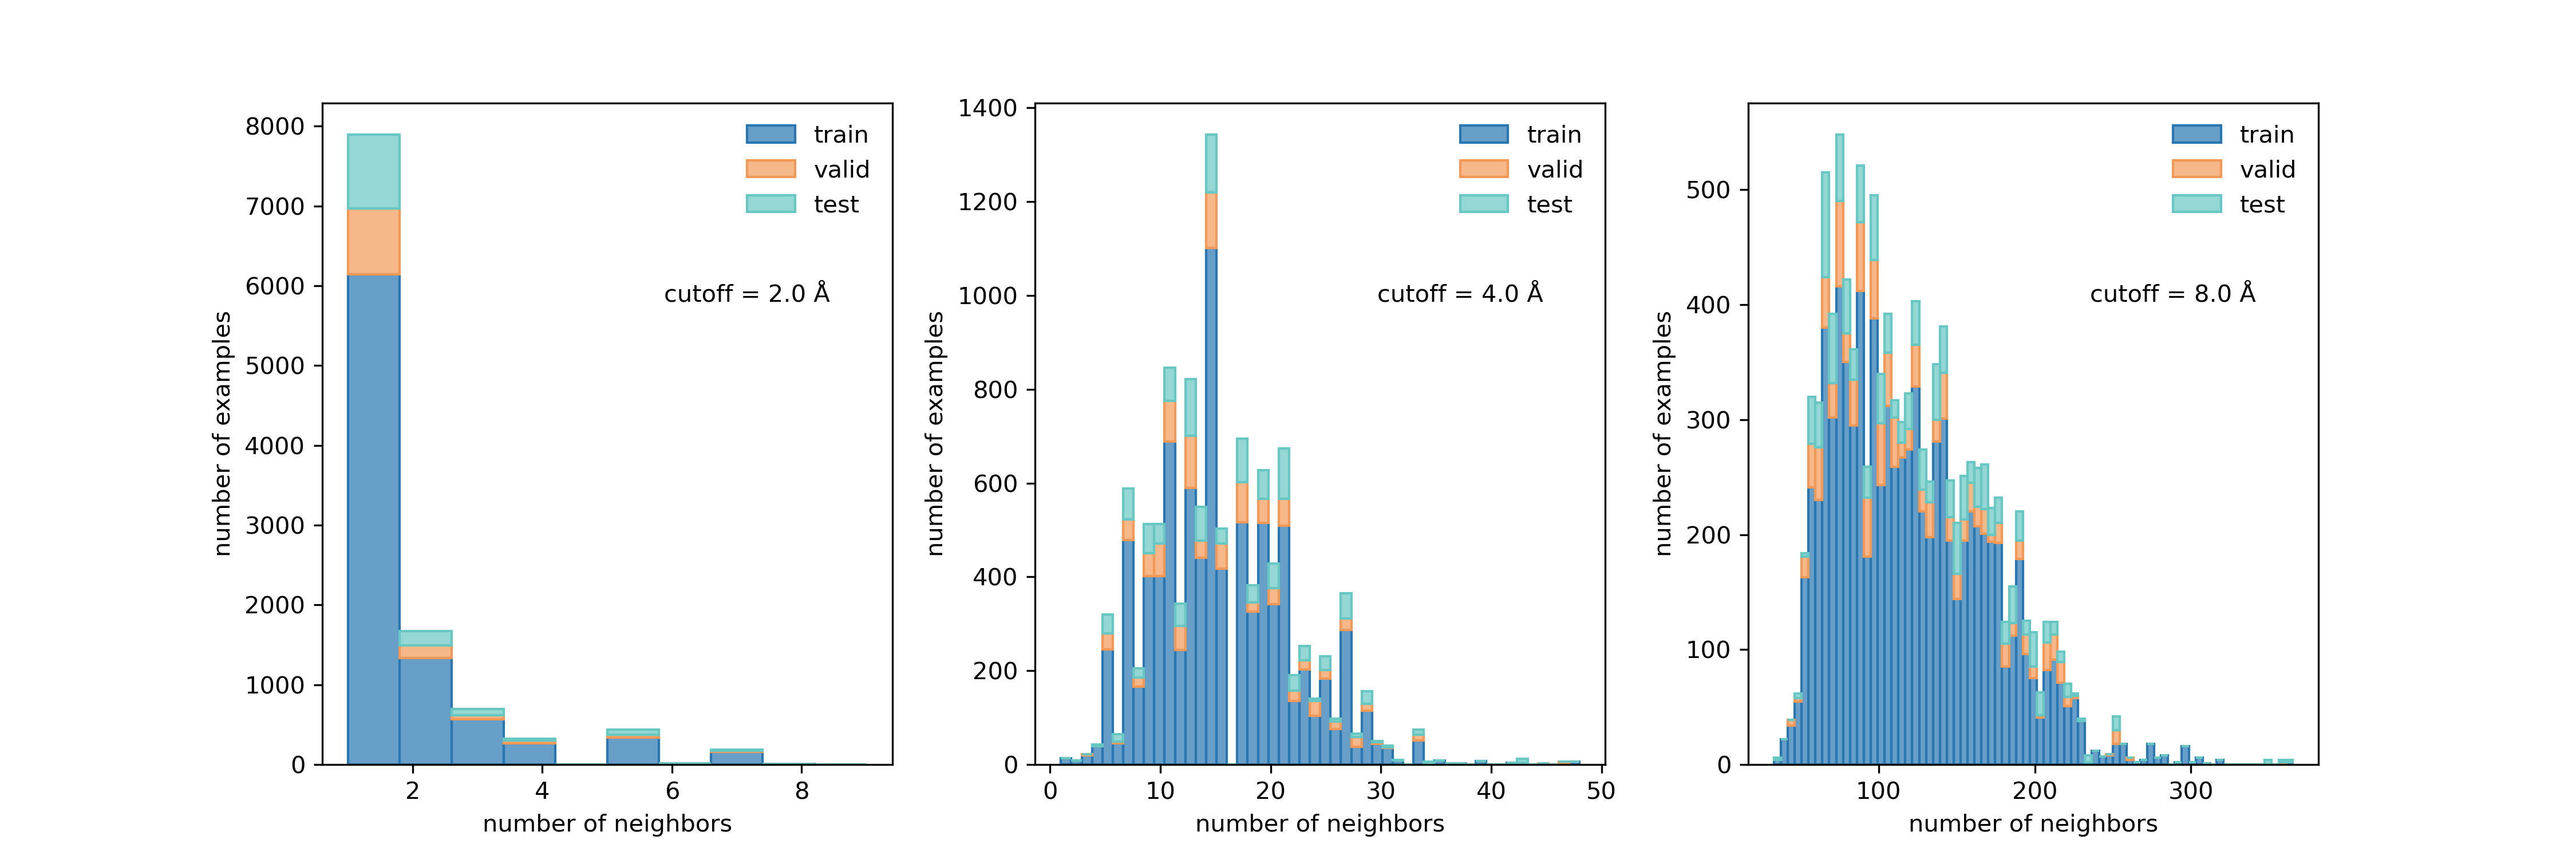 number of examples
8000
7000
6000
5000
4000
3000
2000
1000
0
train
valid
test
cutoff = 2.0 Å
2 4 6 8
number of neighbors
number of examples
1400
1200
1000
800
600
400
200
0
train
valid
test
cutoff = 4.0 Å
0 10 20 30 40 50
number of neighbors
number of examples
500
400
300
200
100
0
train
valid
test
cutoff = 8.0 Å
100 200 300
number of neighbors